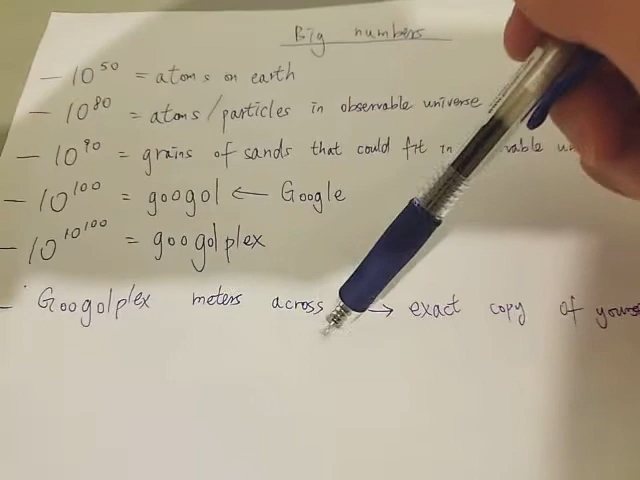 Big numbers
- 10^50 = atoms on earth
- 10^80 = atoms/particles in observable universe
- 10^90 = grains of sands that could fit in
- 10^100 = googol ← Google
- 10^10^100 = googolplex
- Googolplex meters across → exact copy of